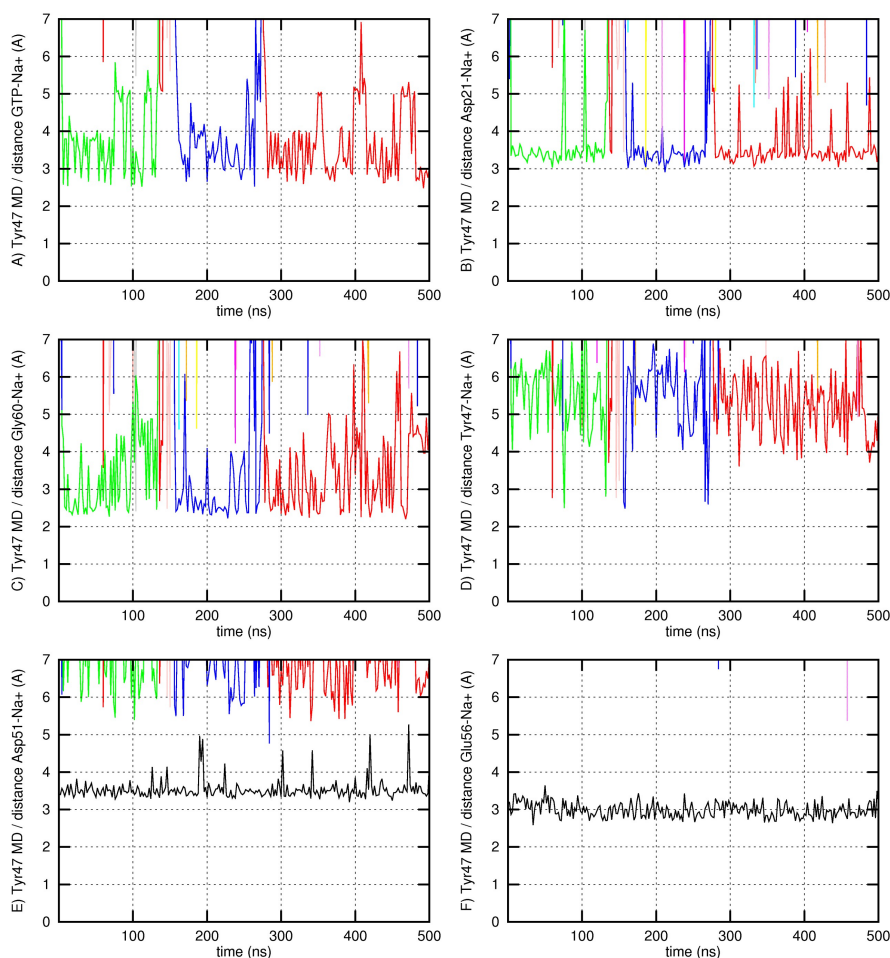 A) Tyr47 MD / distance GTP-Na+ (A)
7
6
5
4
3
2
1
0
100 200 300 400 500
time (ns)
B) Tyr47 MD / distance Asp21-Na+ (A)
7
6
5
4
3
2
1
0
100 200 300 400 500
time (ns)
C) Tyr47 MD / distance Gly60-Na+ (A)
7
6
5
4
3
2
1
0
100 200 300 400 500
time (ns)
D) Tyr47 MD / distance Tyr47-Na+ (A)
7
6
5
4
3
2
1
0
100 200 300 400 500
time (ns)
E) Tyr47 MD / distance Asp51-Na+ (A)
7
6
5
4
3
2
1
0
100 200 300 400 500
time (ns)
F) Tyr47 MD / distance Glu56-Na+ (A)
7
6
5
4
3
2
1
0
100 200 300 400 500
time (ns)